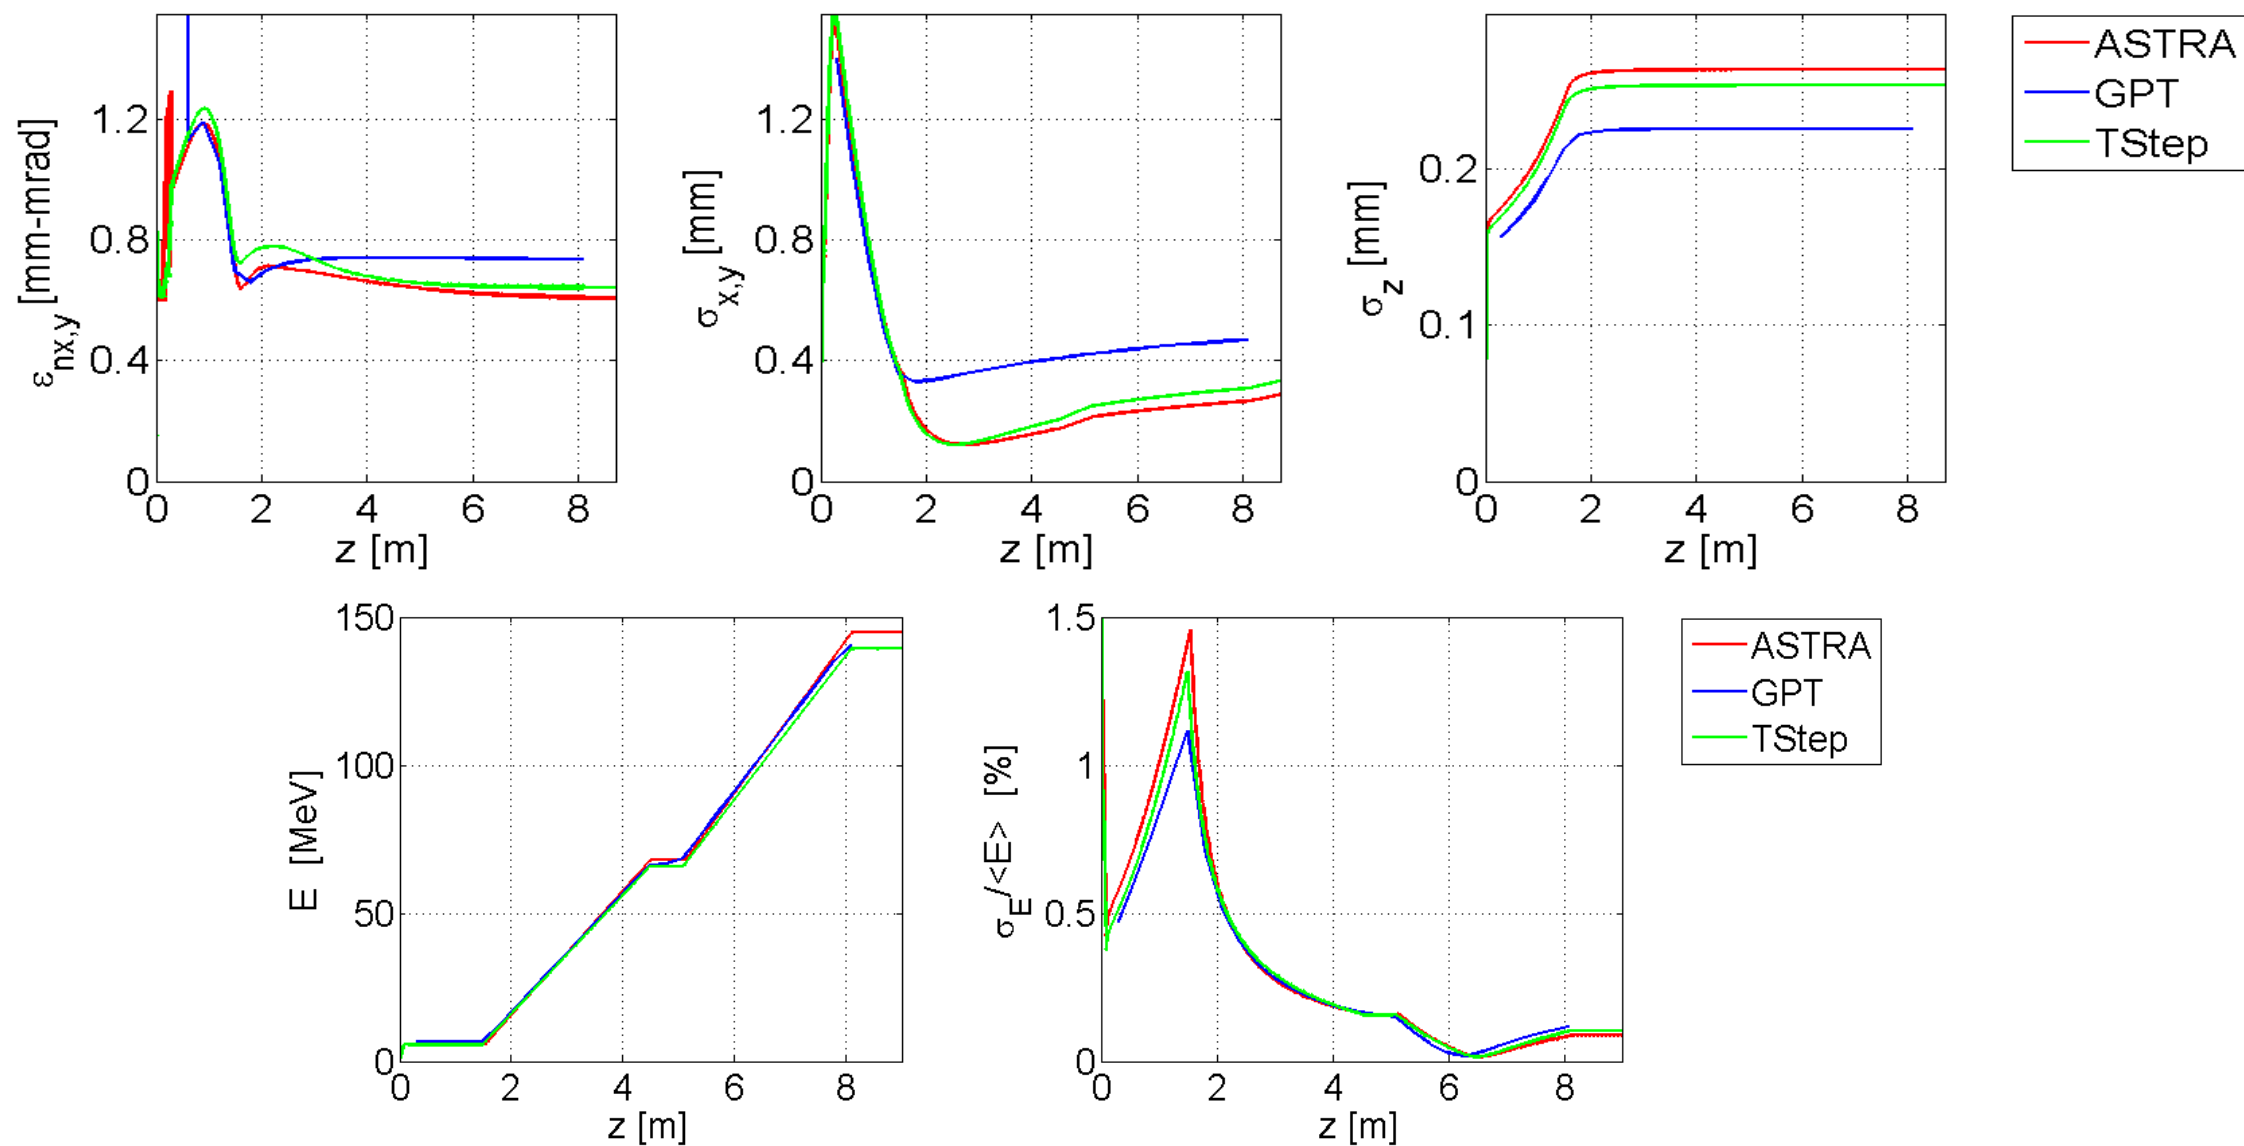 ε_nx,y [mm-mrad]
1.2
0.8
0.4
0
0 2 4 6 8
z [m]
σ_x,y [mm]
1.2
0.8
0.4
0
0 2 4 6 8
z [m]
σ_z [mm]
0.2
0.1
0
0 2 4 6 8
z [m]
ASTRA
GPT
TStep
E [MeV]
150
100
50
0
0 2 4 6 8
z [m]
σ_E/<E> [%]
1.5
1
0.5
0
0 2 4 6 8
z [m]
ASTRA
GPT
TStep